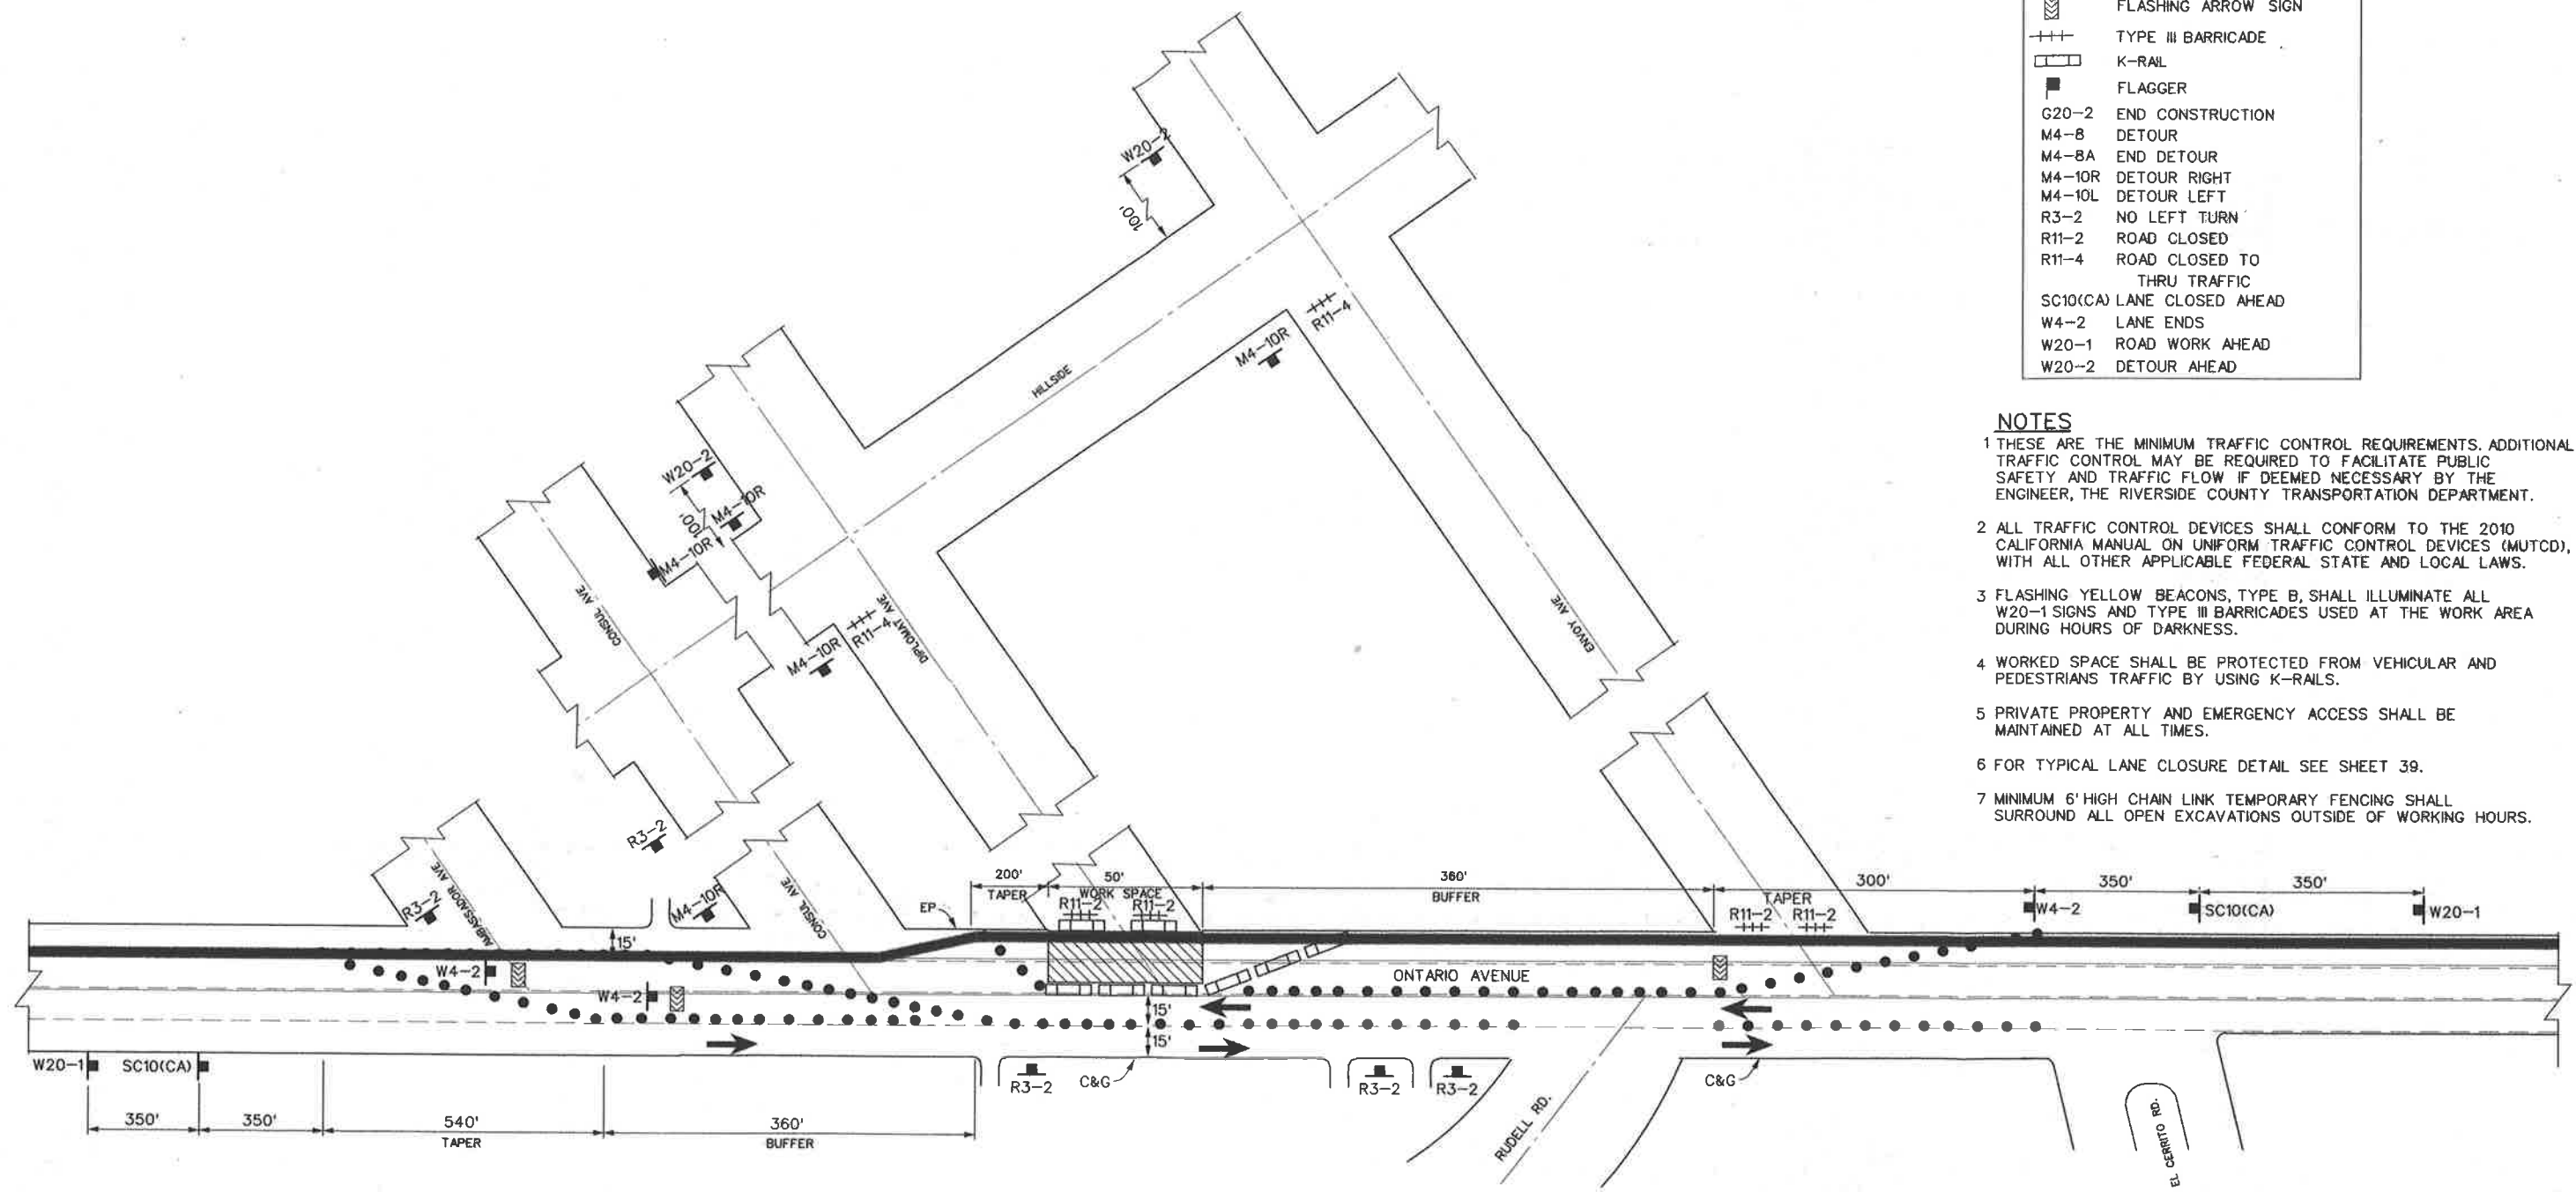 FLASHING ARROW SIGN
TYPE III BARRICADE
K-RAIL
FLAGGER
G20-2 END CONSTRUCTION
M4-8 DETOUR
M4-8A END DETOUR
M4-10R DETOUR RIGHT
M4-10L DETOUR LEFT
R3-2 NO LEFT TURN
R11-2 ROAD CLOSED
R11-4 ROAD CLOSED TO
THRU TRAFFIC
SC10(CA) LANE CLOSED AHEAD
W4-2 LANE ENDS
W20-1 ROAD WORK AHEAD
W20-2 DETOUR AHEAD
NOTES
1 THESE ARE THE MINIMUM TRAFFIC CONTROL REQUIREMENTS. ADDITIONAL
TRAFFIC CONTROL MAY BE REQUIRED TO FACILITATE PUBLIC
SAFETY AND TRAFFIC FLOW IF DEEMED NECESSARY BY THE
ENGINEER, THE RIVERSIDE COUNTY TRANSPORTATION DEPARTMENT.
2 ALL TRAFFIC CONTROL DEVICES SHALL CONFORM TO THE 2010
CALIFORNIA MANUAL ON UNIFORM TRAFFIC CONTROL DEVICES (MUTCD),
WITH ALL OTHER APPLICABLE FEDERAL STATE AND LOCAL LAWS.
3 FLASHING YELLOW BEACONS, TYPE B, SHALL ILLUMINATE ALL
W20-1 SIGNS AND TYPE III BARRICADES USED AT THE WORK AREA
DURING HOURS OF DARKNESS.
4 WORKED SPACE SHALL BE PROTECTED FROM VEHICULAR AND
PEDESTRIANS TRAFFIC BY USING K-RAILS.
5 PRIVATE PROPERTY AND EMERGENCY ACCESS SHALL BE
MAINTAINED AT ALL TIMES.
6 FOR TYPICAL LANE CLOSURE DETAIL SEE SHEET 39.
7 MINIMUM 6' HIGH CHAIN LINK TEMPORARY FENCING SHALL
SURROUND ALL OPEN EXCAVATIONS OUTSIDE OF WORKING HOURS.
W20-2
100'
HILLSIDE
R11-4
M4-10R
W20-2
100'
M4-10R
M4-10R
CONSUL AVE
R11-4
M4-10R
DIPLOMAT AVE
ENVOY AVE
R3-2
R3-2
AMBASSADOR AVE
M4-10R
CONSUL AVE
EP
200'
TAPER
50'
WORK SPACE
R11-2
R11-2
360'
BUFFER
TAPER
300'
R11-2
R11-2
350'
350'
W4-2
SC10(CA)
W20-1
15'
W4-2
W4-2
ONTARIO AVENUE
15'
15'
W20-1
SC10(CA)
R3-2
C&G
R3-2
R3-2
C&G
RUDELL RD.
EL CERRITO RD.
350'
350'
540'
TAPER
360'
BUFFER